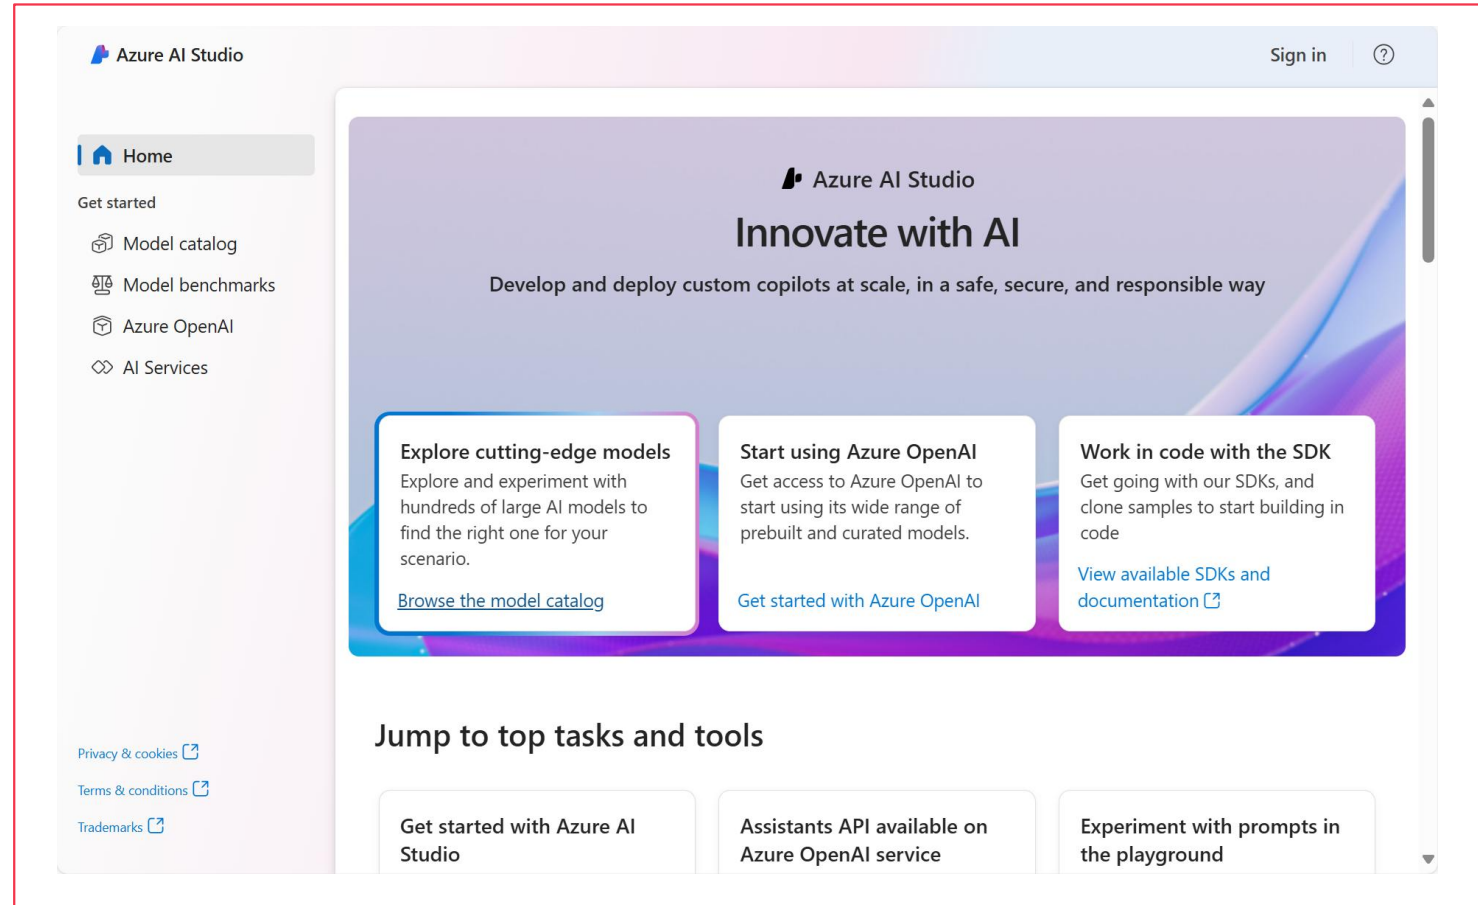 Azure AI Studio
Sign in
Home
Get started
Model catalog
Model benchmarks
Azure OpenAI
AI Services
Privacy & cookies
Terms & conditions
Trademarks
Azure AI Studio
Innovate with AI
Develop and deploy custom copilots at scale, in a safe, secure, and responsible way
Explore cutting-edge models
Explore and experiment with
hundreds of large AI models to
find the right one for your
scenario.
Browse the model catalog
Start using Azure OpenAI
Get access to Azure OpenAI to
start using its wide range of
prebuilt and curated models.
Get started with Azure OpenAI
Work in code with the SDK
Get going with our SDKs, and
clone samples to start building in
code
View available SDKs and
documentation
Jump to top tasks and tools
Get started with Azure AI
Studio
Assistants API available on
Azure OpenAI service
Experiment with prompts in
the playground